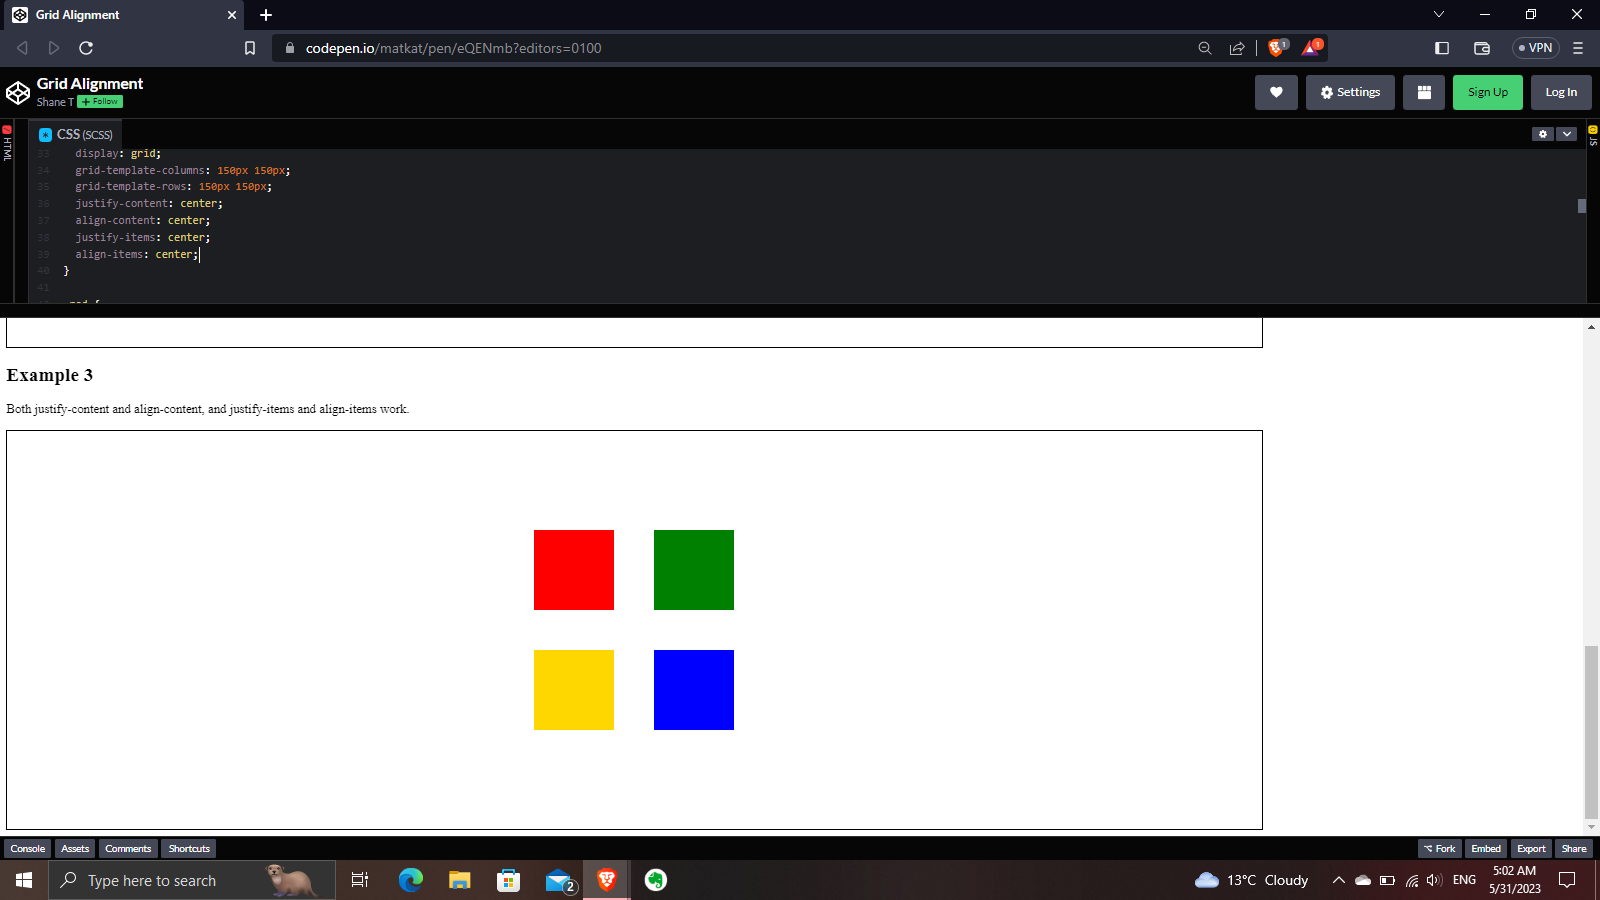 Grid Alignment
codepen.io/matkat/pen/eQENmb?editors=0100
1
1
VPN
Grid Alignment
Shane T + Follow
Settings
Sign Up
Log In
HTML
CSS (SCSS)
JS
33 display: grid;
34 grid-template-columns: 150px 150px;
35 grid-template-rows: 150px 150px;
36 justify-content: center;
37 align-content: center;
38 justify-items: center;
39 align-items: center;
40 }
41
Example 3
Both justify-content and align-content, and justify-items and align-items work.
Console Assets Comments Shortcuts
Fork Embed Export Share
Type here to search
2
13°C Cloudy
ENG
5:02 AM
5/31/2023